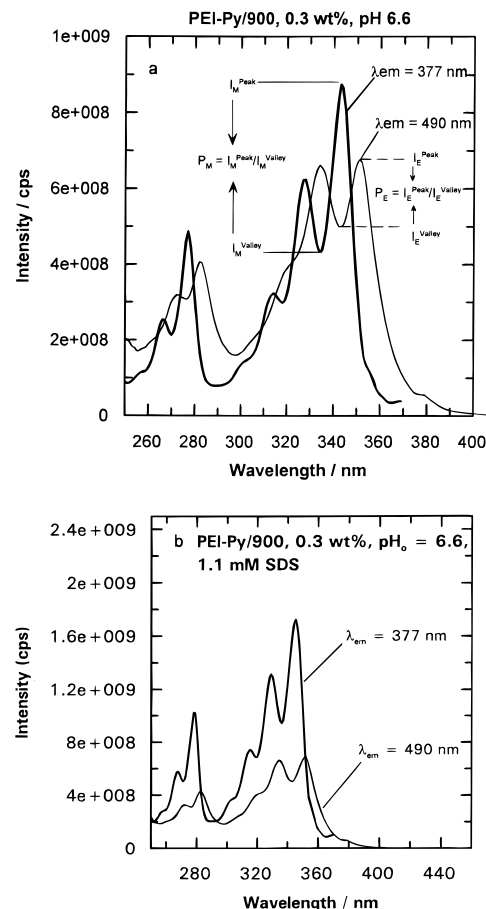 PEI-Py/900, 0.3 wt%, pH 6.6
1e+009
a
I_M^Peak
λem = 377 nm
8e+008
λem = 490 nm
I_E^Peak
P_M = I_M^Peak/I_M^Valley
6e+008
P_E = I_E^Peak/I_E^Valley
I_M^Valley
I_E^Valley
4e+008
2e+008
0
Intensity / cps
260 280 300 320 340 360 380 400
Wavelength / nm
b PEI-Py/900, 0.3 wt%, pH_o = 6.6,
1.1 mM SDS
2.4e+009
2e+009
1.6e+009
λ_em = 377 nm
1.2e+009
8e+008
λ_em = 490 nm
4e+008
0
Intensity (cps)
280 320 360 400 440
Wavelength / nm